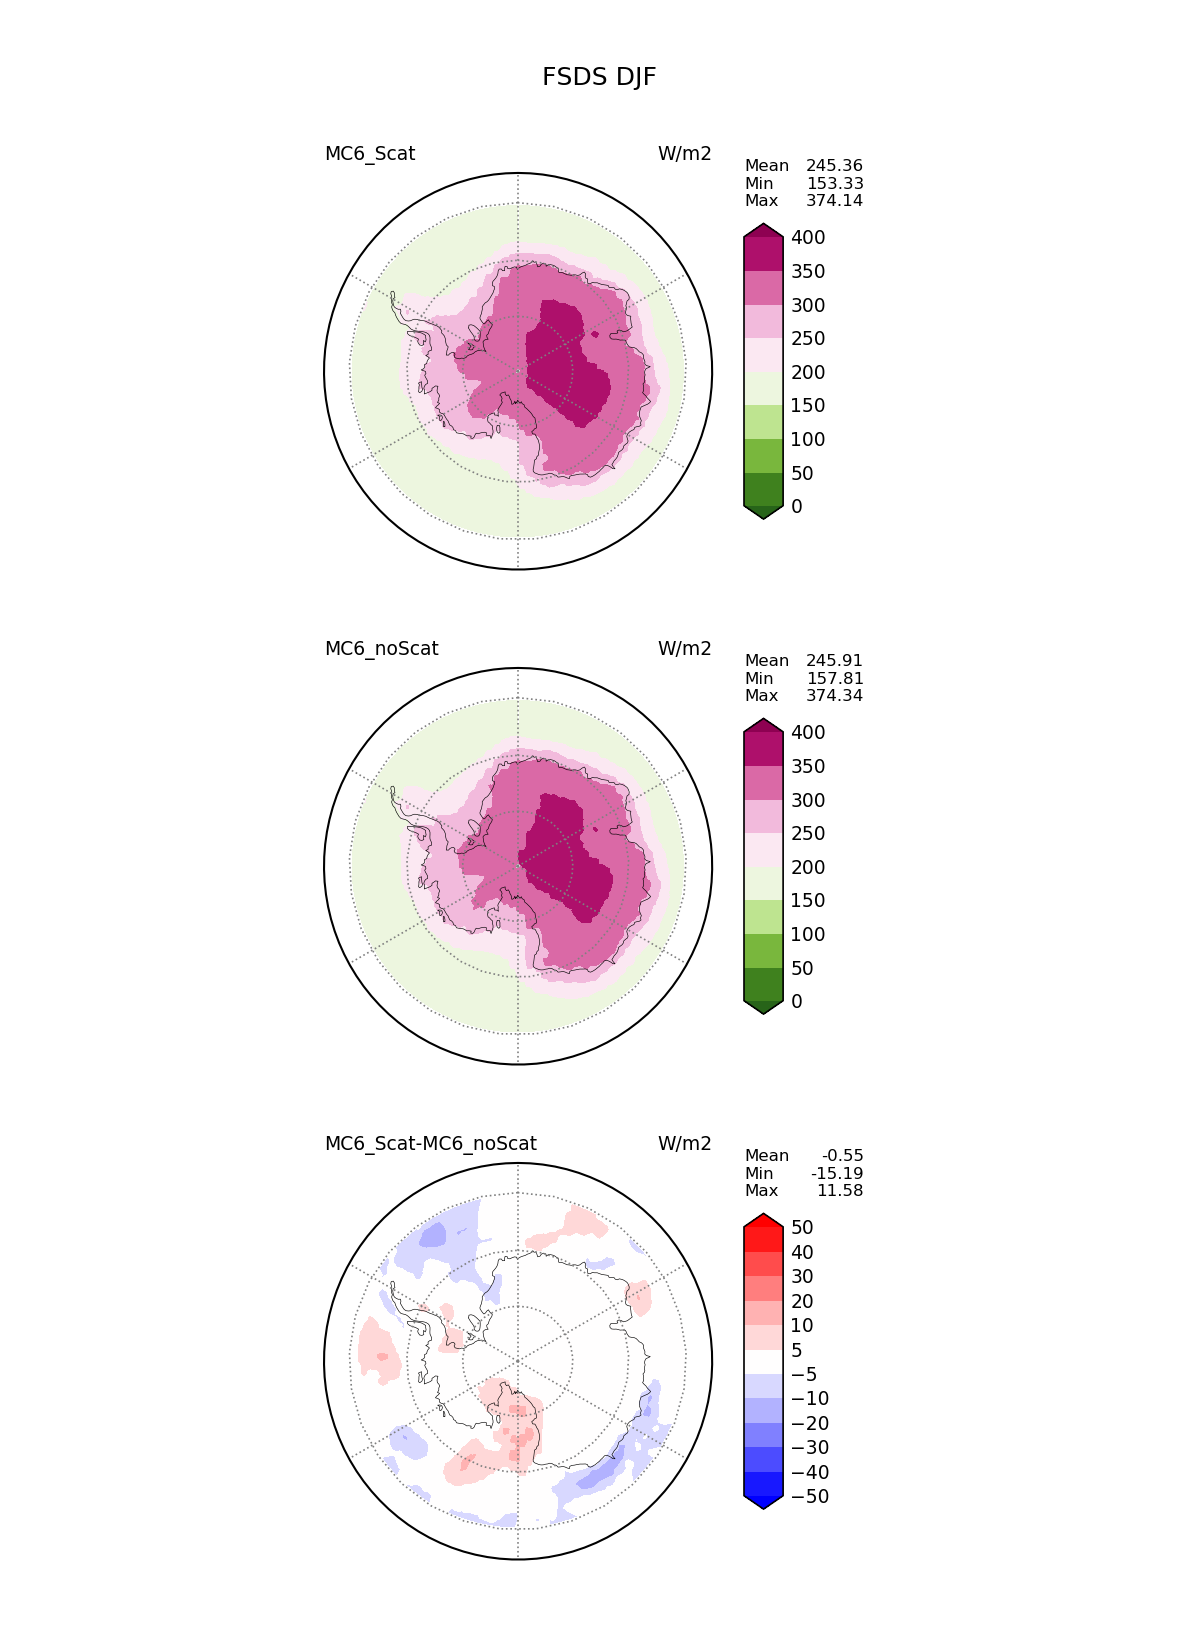 FSDS DJF
MC6_Scat W/m2
Mean 245.36
Min 153.33
Max 374.14
400
350
300
250
200
150
100
50
0
MC6_noScat W/m2
Mean 245.91
Min 157.81
Max 374.34
400
350
300
250
200
150
100
50
0
MC6_Scat-MC6_noScat W/m2
Mean -0.55
Min -15.19
Max 11.58
50
40
30
20
10
5
−5
−10
−20
−30
−40
−50